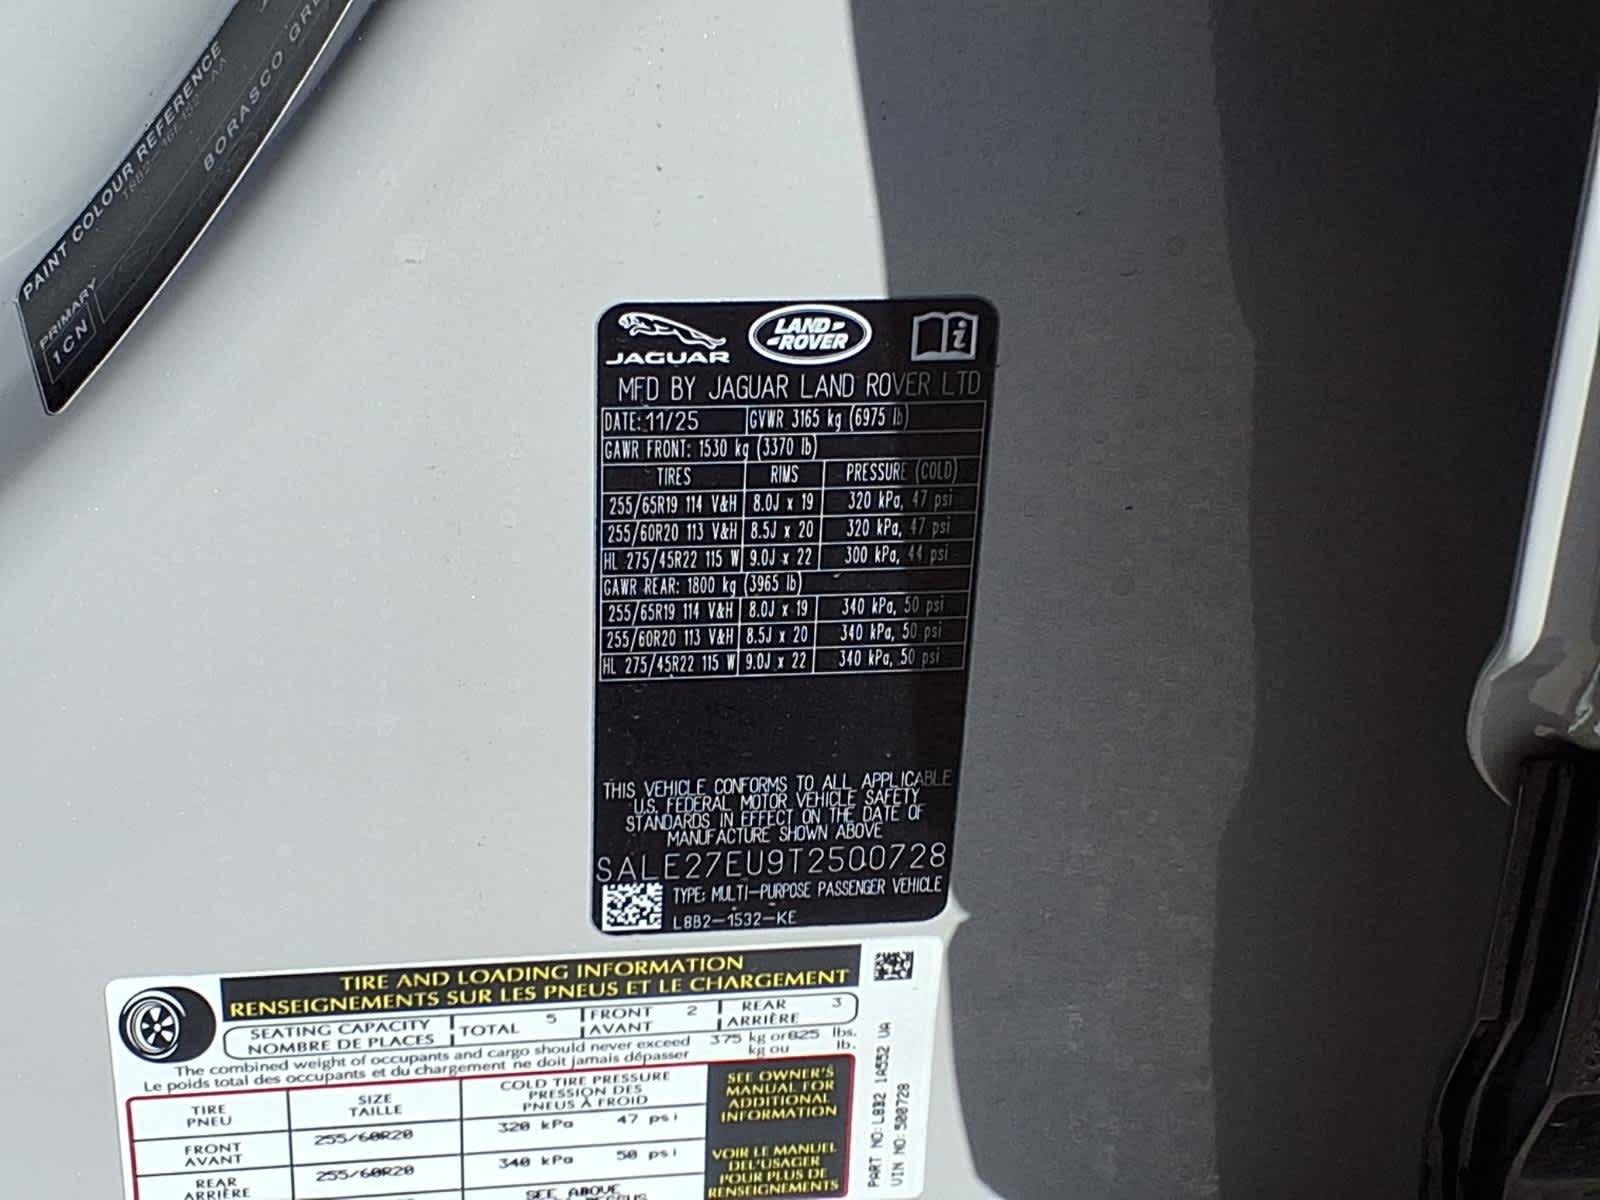 PAINT COLOUR REFERENCE
BORASCO
PRIMARY
1CN
JAGUAR
LAND
ROVER
i
MFD BY JAGUAR LAND ROVER LTD
DATE: 11/25 GVWR 3165 kg (6975 lb)
GAWR FRONT: 1530 kg (3370 lb)
TIRES RIMS PRESSURE (COLD)
255/65R19 114 V&H 8.0J x 19 320 kPa, 47 psi
255/60R20 113 V&H 8.5J x 20 320 kPa, 47 psi
HL 275/45R22 115 W 9.0J x 22 300 kPa, 44 psi
GAWR REAR: 1800 kg (3965 lb)
255/65R19 114 V&H 8.0J x 19 340 kPa, 50 psi
255/60R20 113 V&H 8.5J x 20 340 kPa, 50 psi
HL 275/45R22 115 W 9.0J x 22 340 kPa, 50 psi
THIS VEHICLE CONFORMS TO ALL APPLICABLE
U.S. FEDERAL MOTOR VEHICLE SAFETY
STANDARDS IN EFFECT ON THE DATE OF
MANUFACTURE SHOWN ABOVE
SALE27EU9T2500728
TYPE: MULTI-PURPOSE PASSENGER VEHICLE
L8B2-1532-KE
TIRE AND LOADING INFORMATION
RENSEIGNEMENTS SUR LES PNEUS ET LE CHARGEMENT
SEATING CAPACITY TOTAL 5 FRONT 2 REAR 3
NOMBRE DE PLACES AVANT ARRIÈRE
The combined weight of occupants and cargo should never exceed 375 kg or 825 lbs.
Le poids total des occupants et du chargement ne doit jamais dépasser kg ou lb.
TIRE SIZE COLD TIRE PRESSURE
PNEU TAILLE PRESSION DES
PNEUS À FROID
FRONT 255/60R20 320 kPa 47 psi
AVANT
REAR 255/60R20 340 kPa 50 psi
ARRIÈRE
SEE ABOVE
SEE OWNER'S
MANUAL FOR
ADDITIONAL
INFORMATION
VOIR LE MANUEL
DE L'USAGER
POUR PLUS DE
RENSEIGNEMENTS
PART NO: L8B2 1A552 UA
VIN NO: 500728